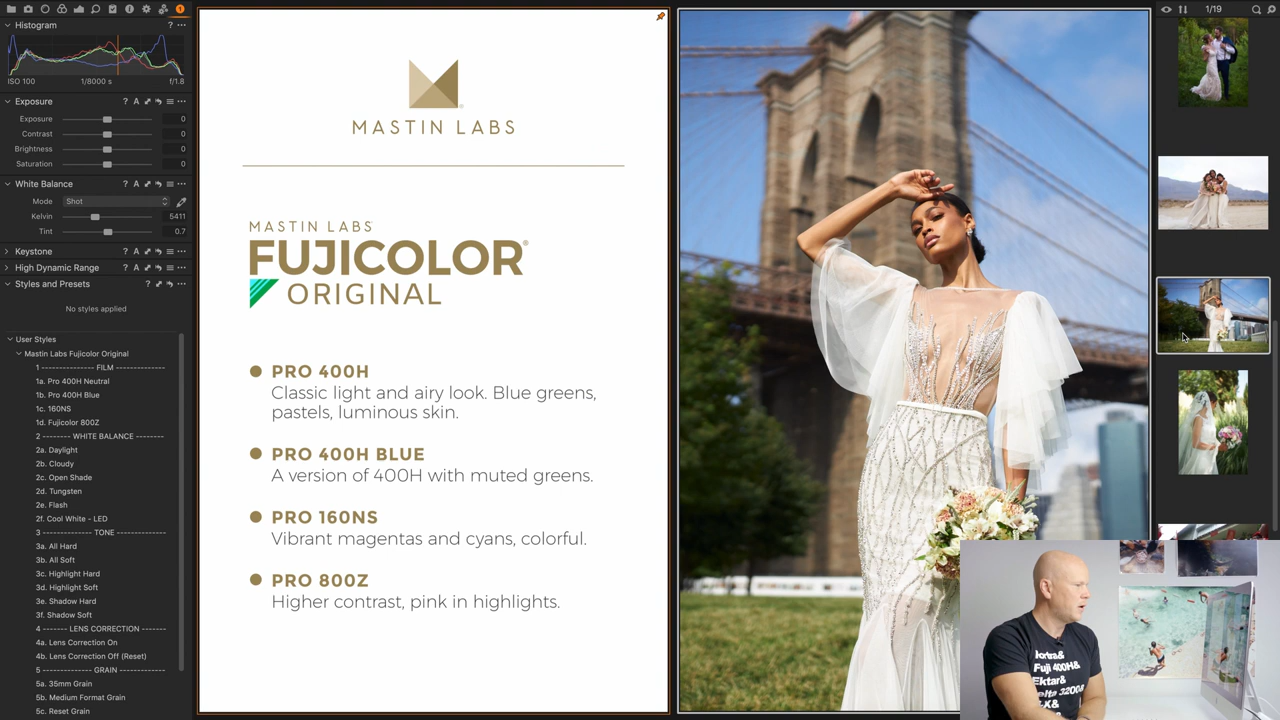 Histogram
ISO 100 1/8000 s f/1.8
Exposure ? A
Exposure 0
Contrast 0
Brightness 0
Saturation 0
White Balance ? A
Mode Shot
Kelvin 5411
Tint 0.7
Keystone ? A
High Dynamic Range ? A
Styles and Presets ?
No styles applied
User Styles
Mastin Labs Fujicolor Original
1 --------------- FILM -------------
1a. Pro 400H Neutral
1b. Pro 400H Blue
1c. 160NS
1d. Fujicolor 800Z
2 -------- WHITE BALANCE --------
2a. Daylight
2b. Cloudy
2c. Open Shade
2d. Tungsten
2e. Flash
2f. Cool White - LED
3 -------------- TONE --------------
3a. All Hard
3b. All Soft
3c. Highlight Hard
3d. Highlight Soft
3e. Shadow Hard
3f. Shadow Soft
4 ------- LENS CORRECTION -------
4a. Lens Correction On
4b. Lens Correction Off (Reset)
5 -------------- GRAIN -------------
5a. 35mm Grain
5b. Medium Format Grain
5c. Reset Grain
MASTIN LABS
MASTIN LABS
FUJICOLOR®
ORIGINAL
PRO 400H
Classic light and airy look. Blue greens,
pastels, luminous skin.
PRO 400H BLUE
A version of 400H with muted greens.
PRO 160NS
Vibrant magentas and cyans, colorful.
PRO 800Z
Higher contrast, pink in highlights.
1/19
Fuji 400H&
Ektar&
3200&